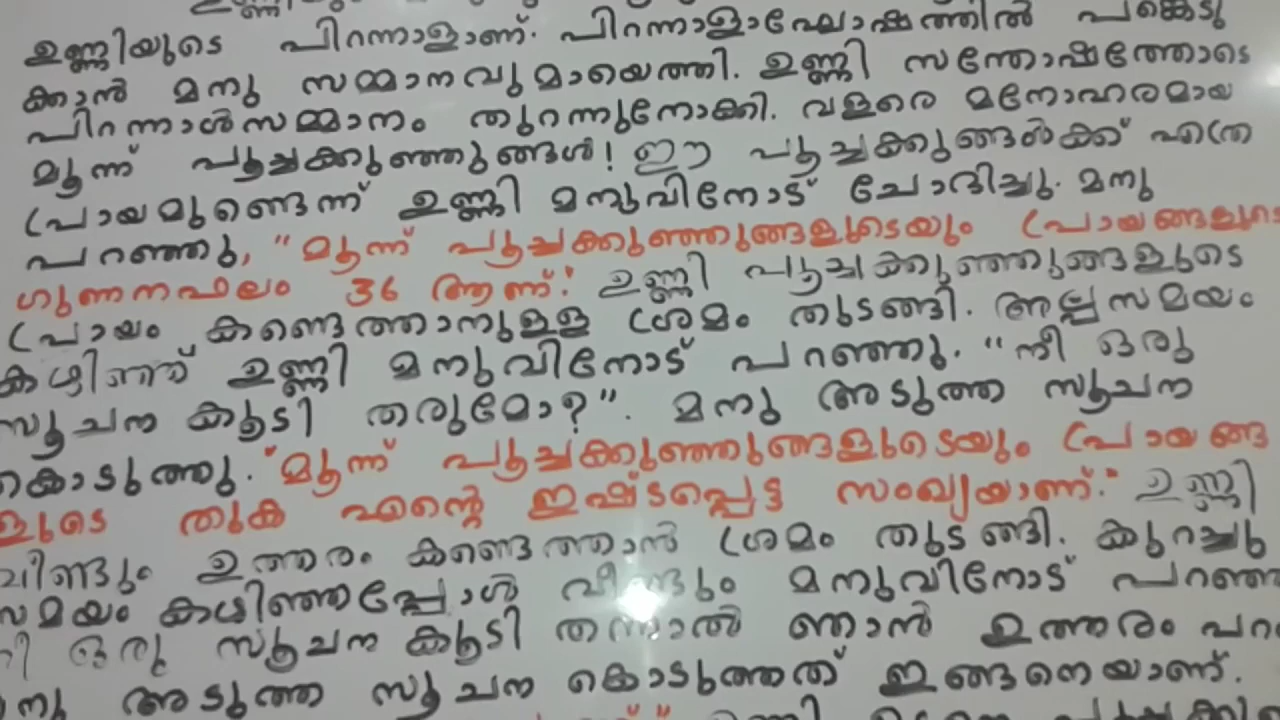 ഉണ്ണിയുടെ പിറന്നാളാണ്. പിറന്നാളാഘോഷത്തിൽ പങ്കെടു
ക്കാൻ മനു സമ്മാനവുമായെത്തി. ഉണ്ണി സന്തോഷത്തോടെ
പിറന്നാൾസമ്മാനം തുറന്നുനോക്കി. വളരെ മനോഹരമായ
മൂന്ന് പൂച്ചക്കുഞ്ഞുങ്ങൾ! ഈ പൂച്ചക്കുങ്ങൾക്ക് എത്ര
പ്രായമുണ്ടെന്ന് ഉണ്ണി മനുവിനോട് ചോദിച്ചു. മനു
പറഞ്ഞു, "മൂന്ന് പൂച്ചക്കുഞ്ഞുങ്ങളുടെയും പ്രായങ്ങളുടെ
ഗുണനഫലം 36 ആണ്." ഉണ്ണി പൂച്ചക്കുഞ്ഞുങ്ങളുടെ
പ്രായം കണ്ടെത്താനുള്ള ശ്രമം തുടങ്ങി. അല്പസമയം
കഴിഞ്ഞ് ഉണ്ണി മനുവിനോട് പറഞ്ഞു. "നീ ഒരു
സൂചന കൂടി തരുമോ?". മനു അടുത്ത സൂചന
കൊടുത്തു. "മൂന്ന് പൂച്ചക്കുഞ്ഞുങ്ങളുടെയും പ്രായങ്ങ
ളുടെ തുക എന്റെ ഇഷ്ടപ്പെട്ട സംഖ്യയാണ്." ഉണ്ണി
വീണ്ടും ഉത്തരം കണ്ടെത്താൻ ശ്രമം തുടങ്ങി. കുറച്ചു
സമയം കഴിഞ്ഞപ്പോൾ വീണ്ടും മനുവിനോട് പറഞ്ഞ
ഒരു സൂചന കൂടി തന്നാൽ ഞാൻ ഉത്തരം പറ
അടുത്ത സൂചന കൊടുത്തത് ഇങ്ങനെയാണ്.